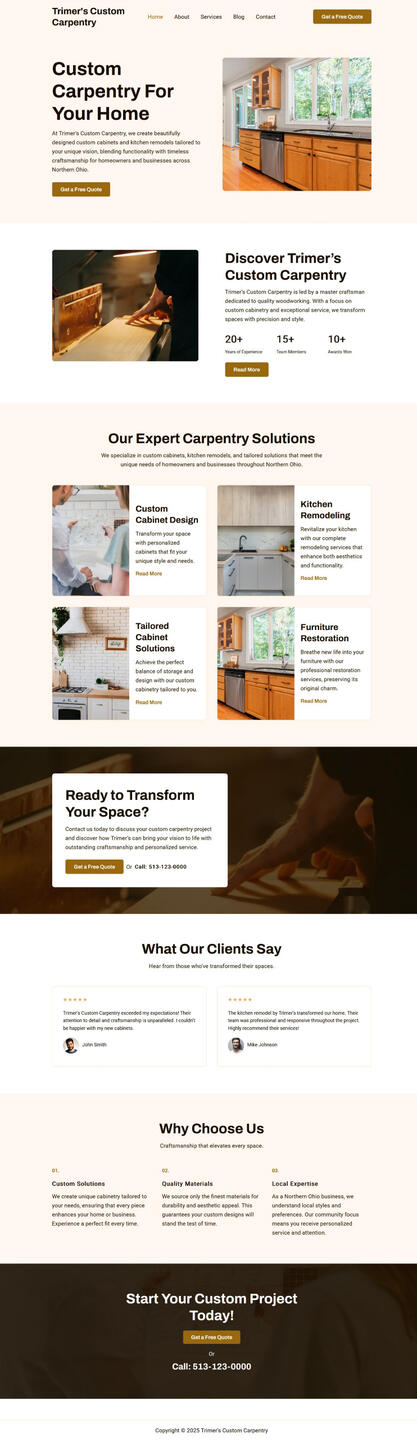 Trimer's Custom
Carpentry
Home
About
Services
Blog
Contact
Get a Free Quote
Custom
Carpentry For
Your Home
At Trimer's Custom Carpentry, we create beautifully
designed custom cabinets and kitchen remodels tailored to
your unique vision, blending functionality with timeless
craftsmanship for homeowners and businesses across
Northern Ohio.
Get a Free Quote
Discover Trimer's
Custom Carpentry
Trimer's Custom Carpentry is led by a master craftsman
dedicated to quality woodworking. With a focus on
custom cabinetry and exceptional service, we transform
spaces with precision and style.
20+
15+
10+
Years of Experience
Team Members
Awards Won
Read More
Our Expert Carpentry Solutions
We specialize in custom cabinets, kitchen remodels, and tailored solutions that meet the
unique needs of homeowners and businesses throughout Northern Ohio.
Custom
Cabinet Design
Transform your space
with personalized
cabinets that fit your
unique style and needs.
Read More
Kitchen
Remodeling
Revitalize your kitchen
with our complete
remodeling services that
enhance both aesthetics
and functionality.
Read More
Tailored
Cabinet
Solutions
Achieve the perfect
balance of storage and
design with our custom
cabinetry tailored to you.
Read More
Furniture
Restoration
Breathe new life into your
furniture with our
professional restoration
services, preserving its
original charm.
Read More
Ready to Transform
Your Space?
Contact us today to discuss your custom carpentry project
and discover how Trimer's can bring your vision to life with
outstanding craftsmanship and personalized service.
Get a Free Quote
Or Call: 513-123-0000
What Our Clients Say
Hear from those who've transformed their spaces.
Trimer's Custom Carpentry exceeded my expectations! Their
attention to detail and craftsmanship is unparalleled. I couldn't
be happier with my new cabinets.
John Smith
The kitchen remodel by Trimer's transformed our home. Their
team was professional and responsive throughout the project.
Highly recommend their services!
Mike Johnson
Why Choose Us
Craftsmanship that elevates every space.
01.
Custom Solutions
We create unique cabinetry tailored to
your needs, ensuring that every piece
enhances your home or business.
Experience a perfect fit every time.
02.
Quality Materials
We source only the finest materials for
durability and aesthetic appeal. This
guarantees your custom designs will
stand the test of time.
03.
Local Expertise
As a Northern Ohio business, we
understand local styles and
preferences. Our community focus
means you receive personalized
service and attention.
Start Your Custom Project
Today!
Get a Free Quote
Or
Call: 513-123-0000
Copyright © 2025 Trimer's Custom Carpentry